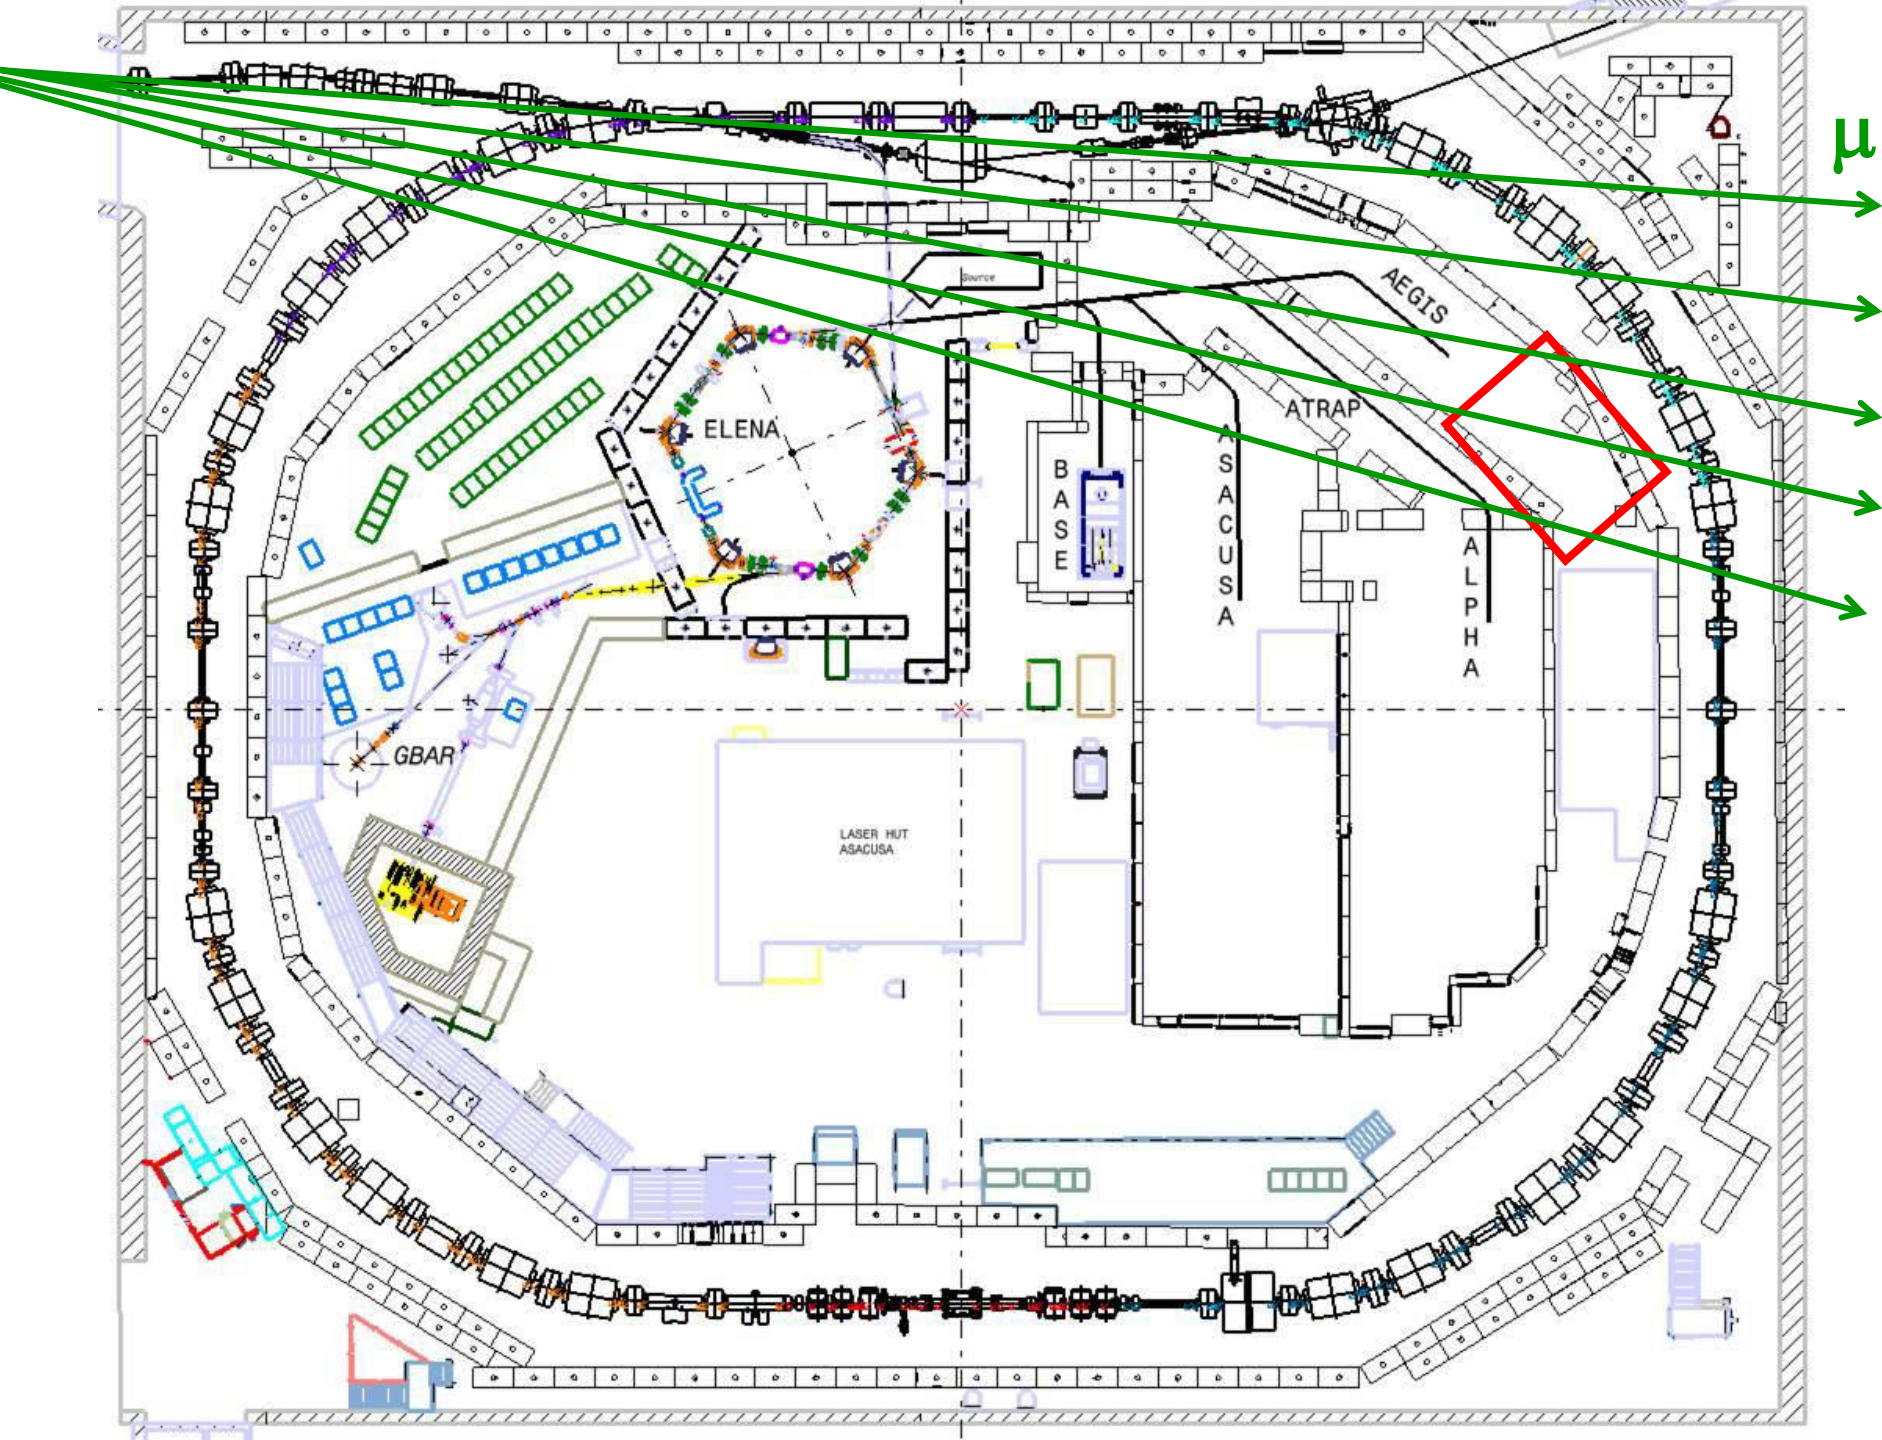 μ
Source
AEGIS
ELENA
ATRAP
BASE
ASACUSA
ALPHA
GBAR
LASER HUT
ASACUSA